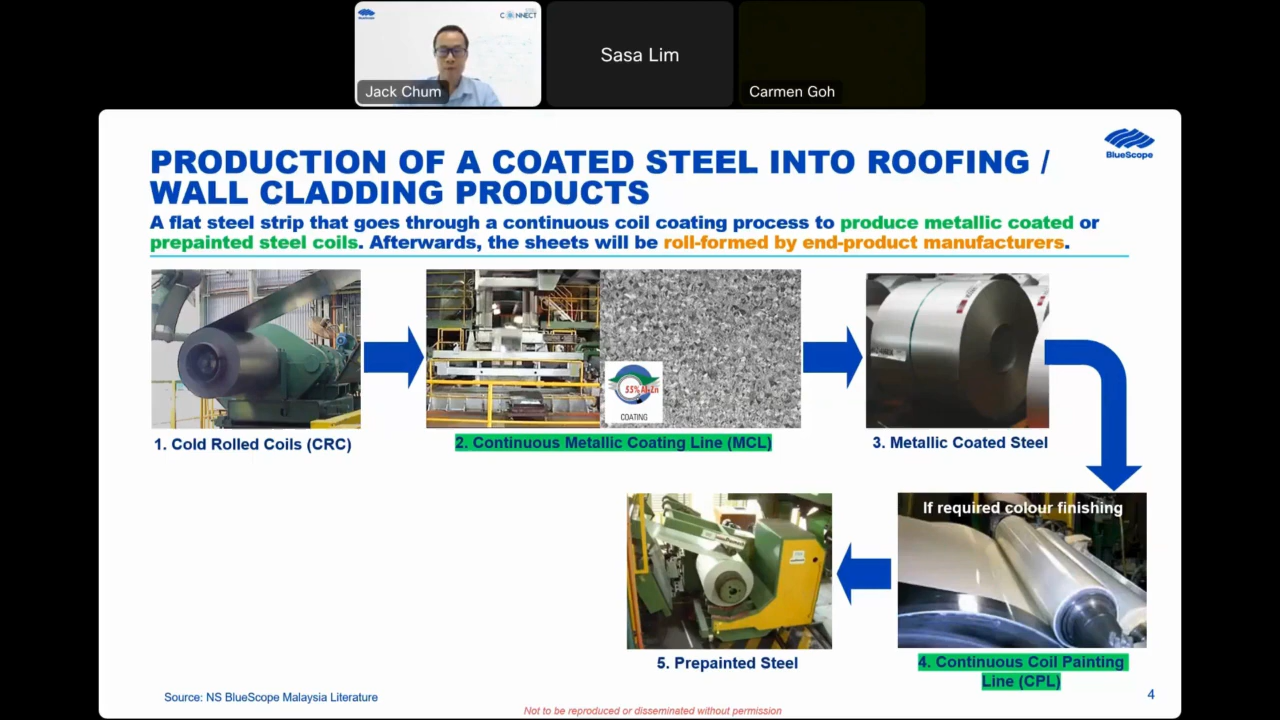 CONNECT
Jack Chum
Sasa Lim
Carmen Goh
BlueScope
PRODUCTION OF A COATED STEEL INTO ROOFING /
WALL CLADDING PRODUCTS
A flat steel strip that goes through a continuous coil coating process to produce metallic coated or
prepainted steel coils. Afterwards, the sheets will be roll-formed by end-product manufacturers.
55% Al-Zn
COATING
1. Cold Rolled Coils (CRC)
2. Continuous Metallic Coating Line (MCL)
3. Metallic Coated Steel
If required colour finishing
5. Prepainted Steel
4. Continuous Coil Painting
Line (CPL)
Source: NS BlueScope Malaysia Literature
4
Not to be reproduced or disseminated without permission